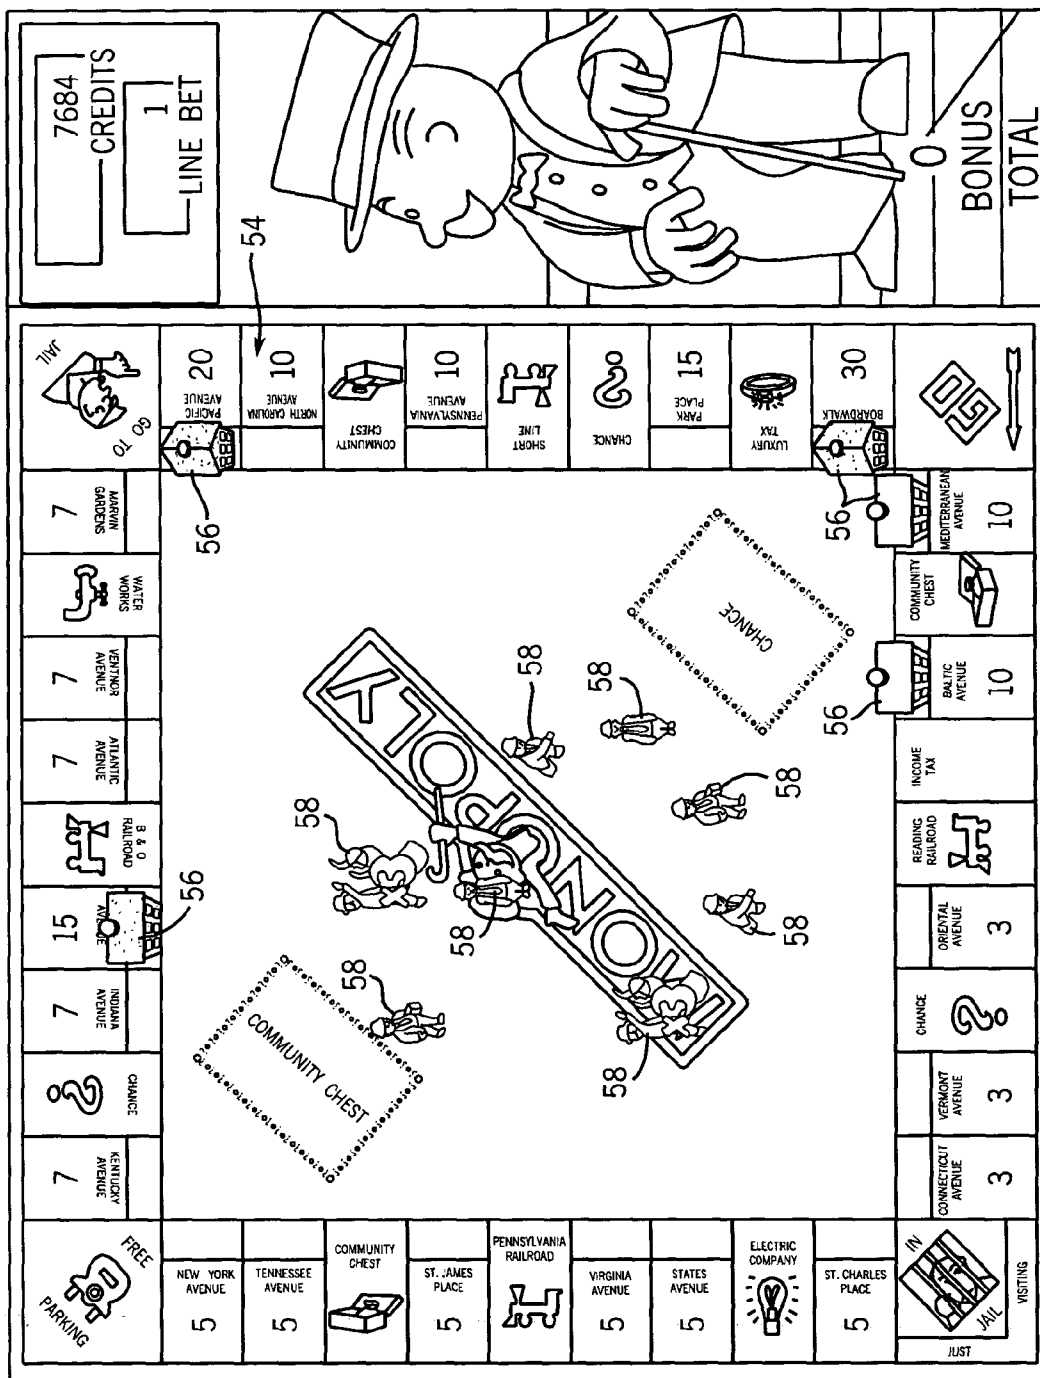 7684
CREDITS
1
LINE BET
0
BONUS
TOTAL
54
GO TO
JAIL
20
PACIFIC
AVENUE
10
NORTH CAROLINA
AVENUE
COMMUNITY
CHEST
10
PENNSYLVANIA
AVENUE
SHORT
LINE
CHANCE
15
PARK
PLACE
LUXURY
TAX
30
BOARDWALK
GO
MEDITERRANEAN
AVENUE
10
COMMUNITY
CHEST
BALTIC
AVENUE
10
INCOME
TAX
READING
RAILROAD
ORIENTAL
AVENUE
3
CHANCE
VERMONT
AVENUE
3
CONNECTICUT
AVENUE
3
IN
JAIL
JUST
VISITING
ST. CHARLES
PLACE
5
ELECTRIC
COMPANY
STATES
AVENUE
5
VIRGINIA
AVENUE
5
PENNSYLVANIA
RAILROAD
ST. JAMES
PLACE
5
COMMUNITY
CHEST
TENNESSEE
AVENUE
5
NEW YORK
AVENUE
5
FREE
PARKING
7
KENTUCKY
AVENUE
CHANCE
7
INDIANA
AVENUE
15
AVENUE
B & O
RAILROAD
7
ATLANTIC
AVENUE
7
VENTNOR
AVENUE
WATER
WORKS
7
MARVIN
GARDENS
COMMUNITY CHEST
MONOPOLY
CHANCE
56
56
56
56
58
58
58
58
58
58
58
58